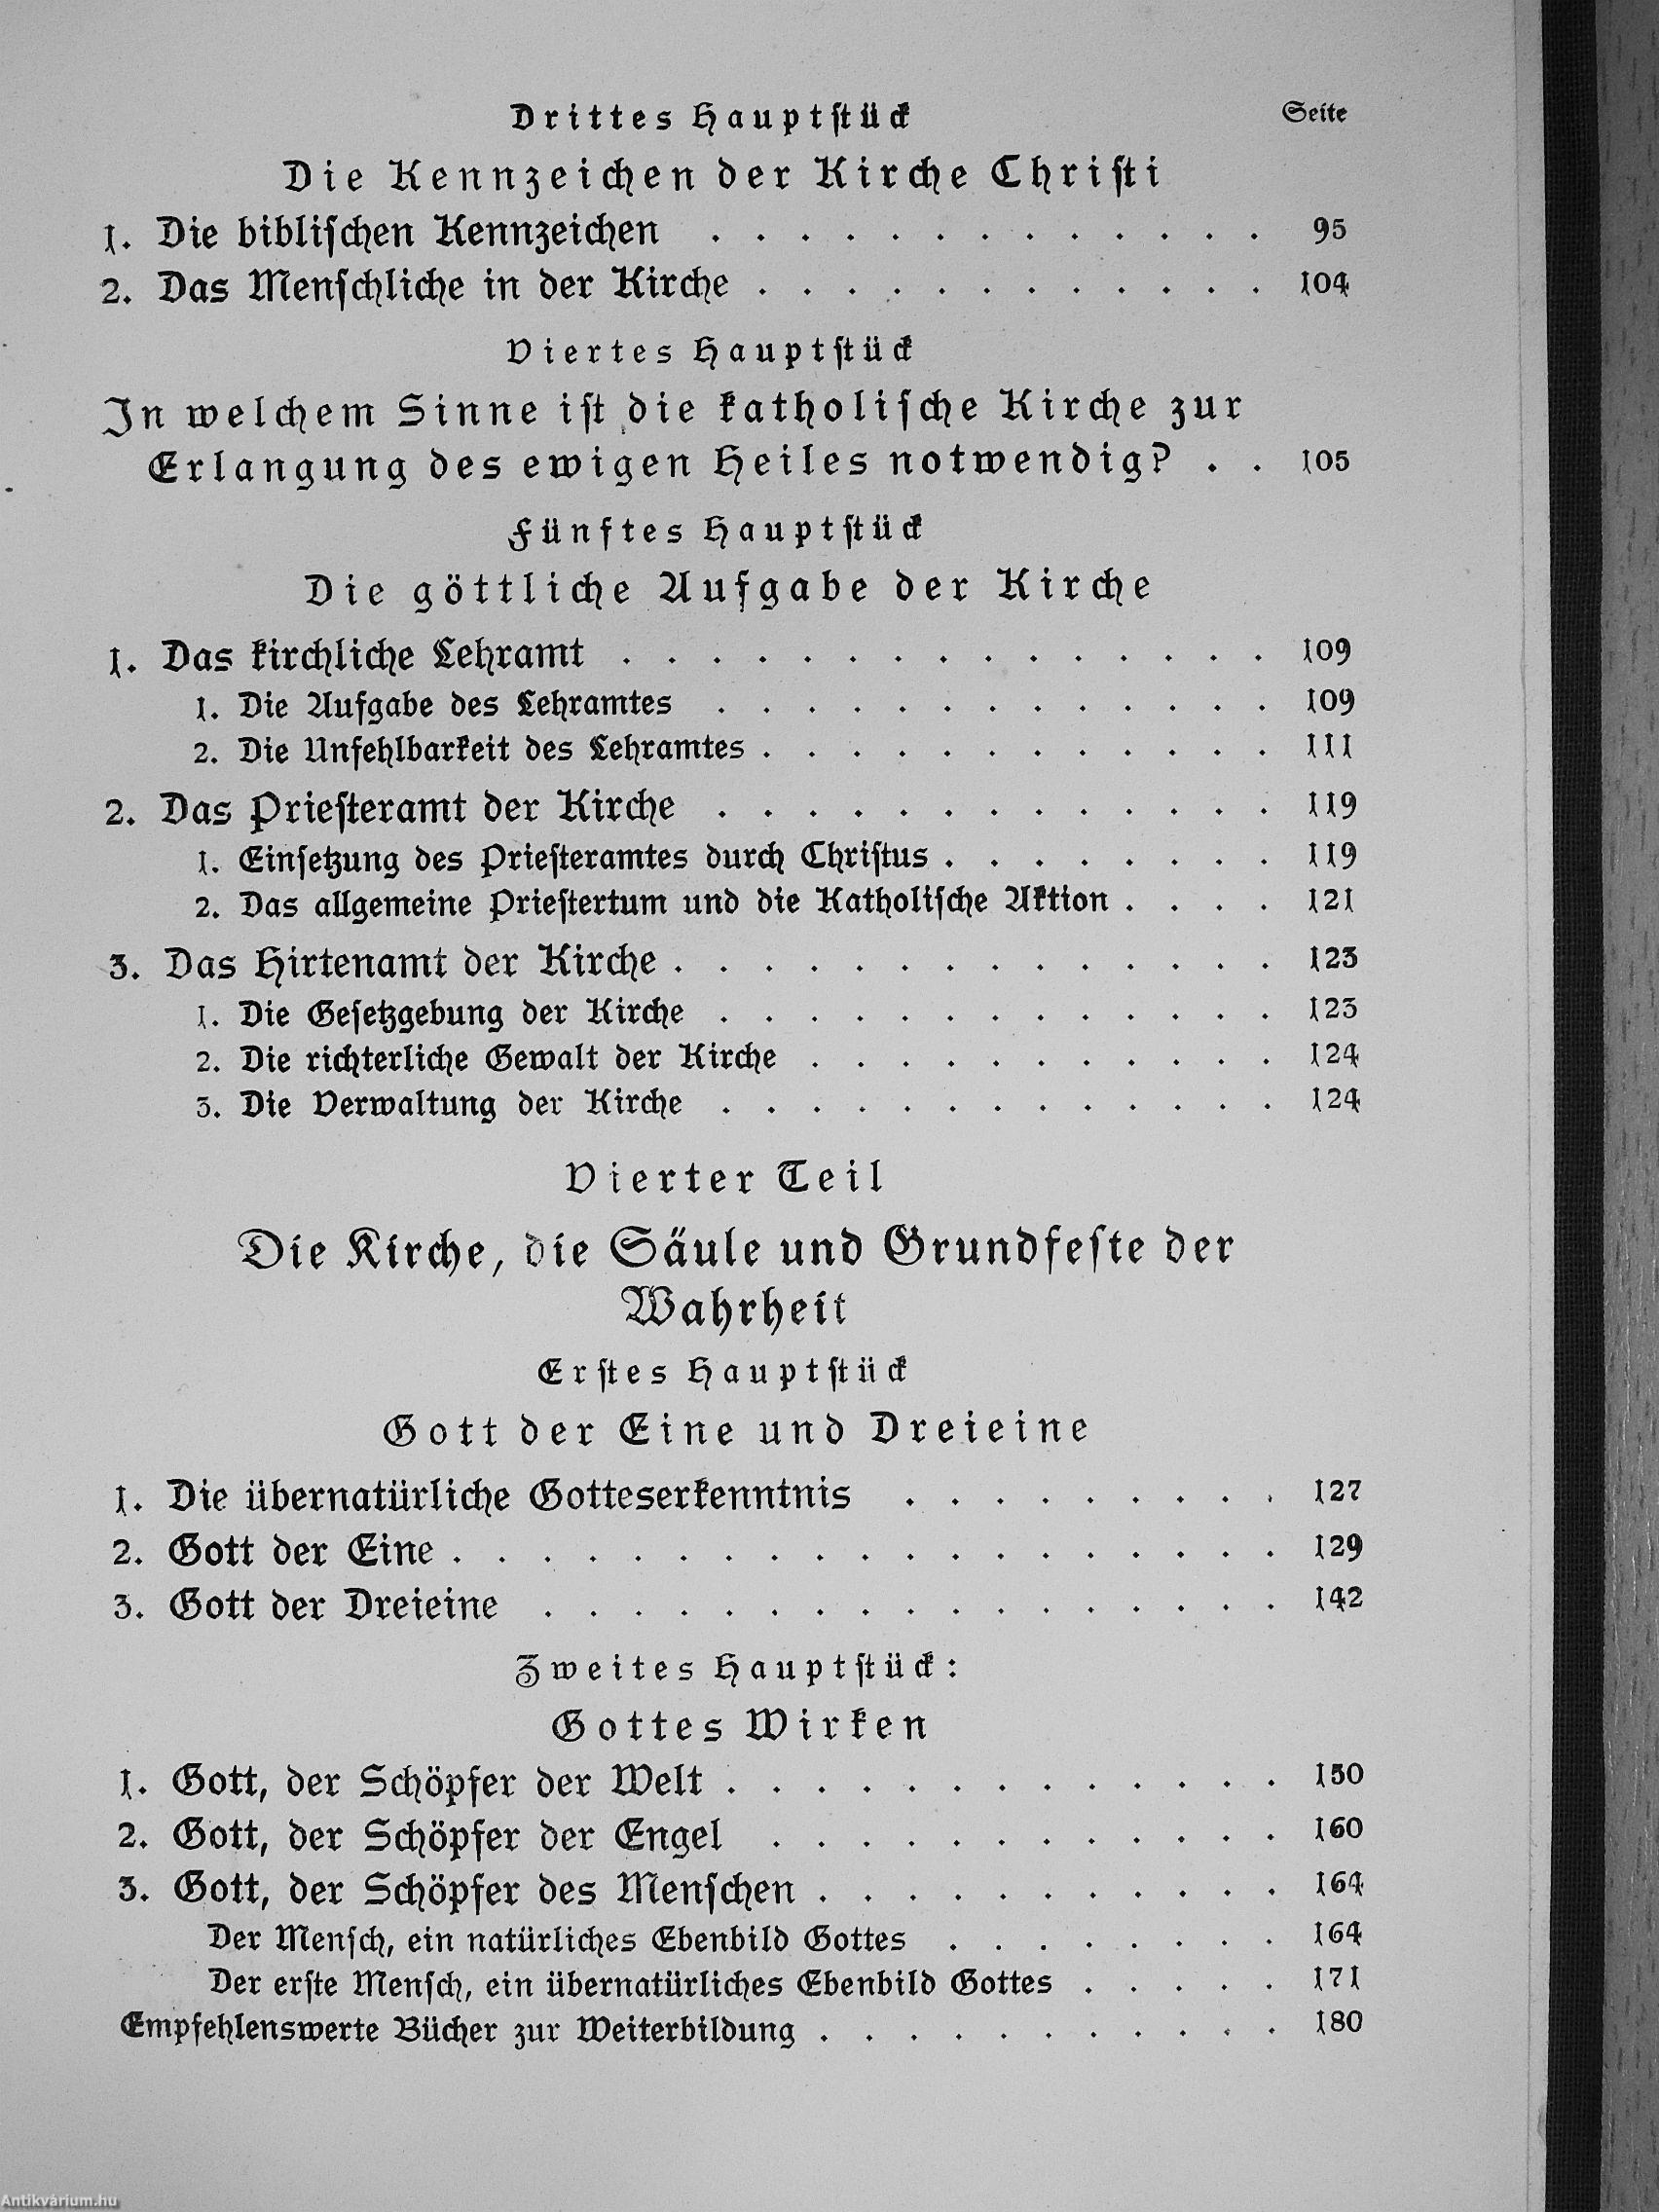 Drittes Hauptstück Seite
Die Kennzeichen der Kirche Christi
1. Die biblischen Kennzeichen . . . . . . . . . . . . . 95
2. Das Menschliche in der Kirche . . . . . . . . . . . . 104
Viertes Hauptstück
In welchem Sinne ist die katholische Kirche zur
Erlangung des ewigen Heiles notwendig? . . 105
Fünftes Hauptstück
Die göttliche Aufgabe der Kirche
1. Das kirchliche Lehramt . . . . . . . . . . . . . . . 109
1. Die Aufgabe des Lehramtes . . . . . . . . . . . . . 109
2. Die Unfehlbarkeit des Lehramtes . . . . . . . . . . . . 111
2. Das Priesteramt der Kirche . . . . . . . . . . . . . 119
1. Einsetzung des Priesteramtes durch Christus . . . . . . . . 119
2. Das allgemeine Priestertum und die Katholische Aktion . . . . 121
3. Das Hirtenamt der Kirche . . . . . . . . . . . . . . 123
1. Die Gesetzgebung der Kirche . . . . . . . . . . . . . 123
2. Die richterliche Gewalt der Kirche . . . . . . . . . . . 124
3. Die Verwaltung der Kirche . . . . . . . . . . . . . 124
Vierter Teil
Die Kirche, die Säule und Grundfeste der
Wahrheit
Erstes Hauptstück
Gott der Eine und Dreieine
1. Die übernatürliche Gotteserkenntnis . . . . . . . . . 127
2. Gott der Eine . . . . . . . . . . . . . . . . . . . 129
3. Gott der Dreieine . . . . . . . . . . . . . . . . . 142
Zweites Hauptstück:
Gottes Wirken
1. Gott, der Schöpfer der Welt . . . . . . . . . . . . . 150
2. Gott, der Schöpfer der Engel . . . . . . . . . . . . 160
3. Gott, der Schöpfer des Menschen . . . . . . . . . . . 164
Der Mensch, ein natürliches Ebenbild Gottes . . . . . . . . 164
Der erste Mensch, ein übernatürliches Ebenbild Gottes . . . . . 171
Empfehlenswerte Bücher zur Weiterbildung . . . . . . . . . . . 180
Antikvárium.hu